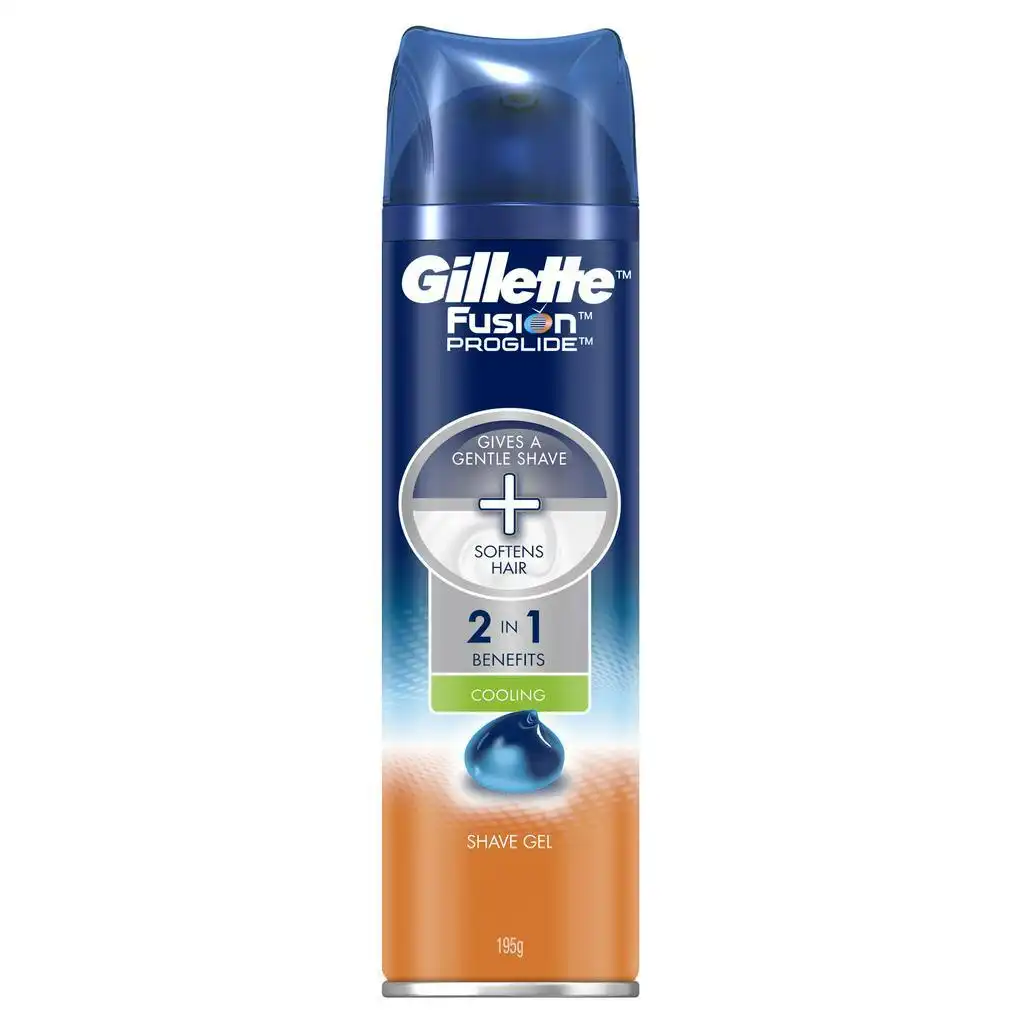 Gillette™
FUSION™
PROGLIDE™
GIVES A
GENTLE SHAVE
+
SOFTENS
HAIR
2 IN 1
BENEFITS
COOLING
SHAVE GEL
195g